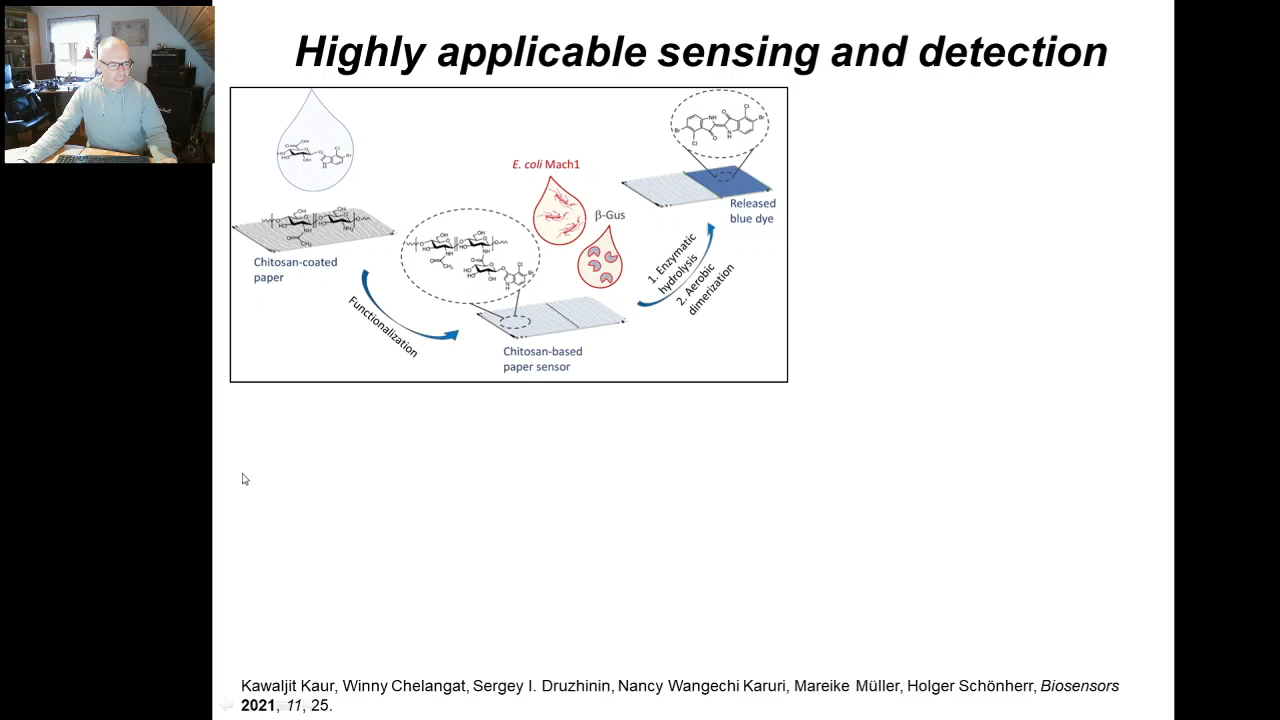 Highly applicable sensing and detection
E. coli Mach1
β-Gus
Released
blue dye
Chitosan-coated
paper
Functionalization
1. Enzymatic
hydrolysis
2. Aerobic
dimerization
Chitosan-based
paper sensor
Kawaljit Kaur, Winny Chelangat, Sergey I. Druzhinin, Nancy Wangechi Karuri, Mareike Müller, Holger Schönherr, Biosensors
2021, 11, 25.